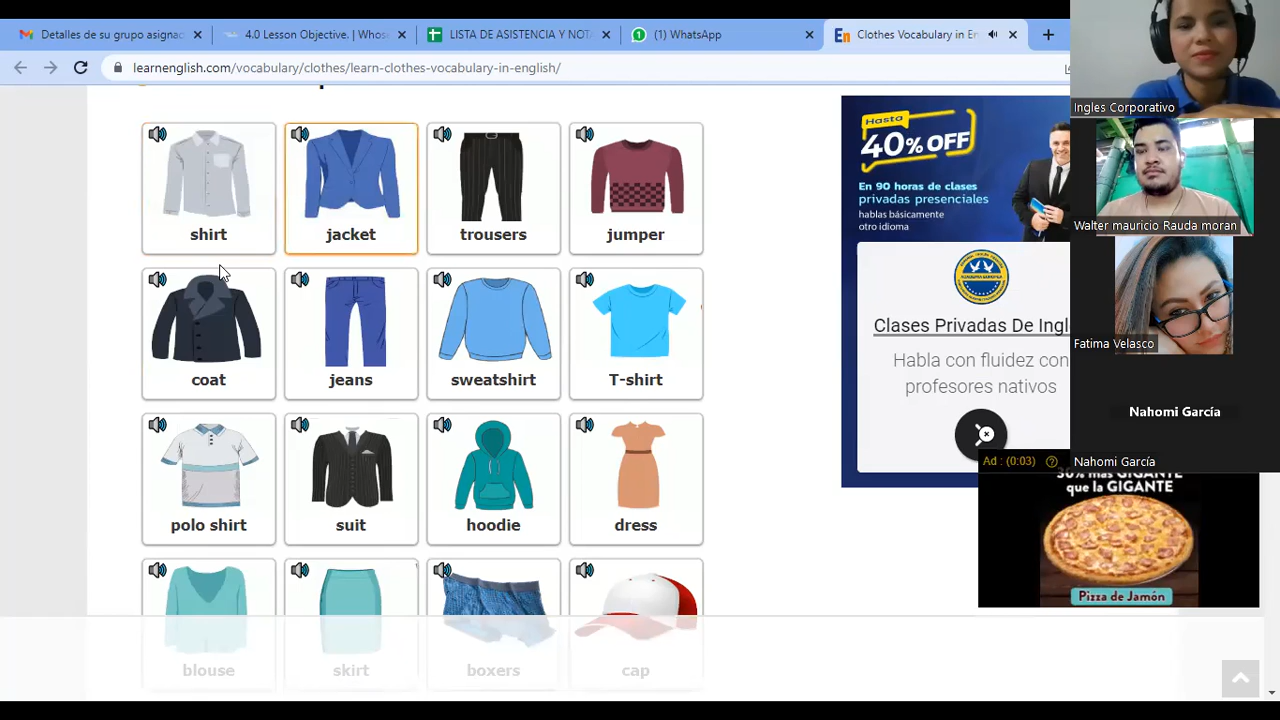 Detalles de su grupo asignac
4.0 Lesson Objective. | Whose
LISTA DE ASISTENCIA Y NOTA
(1) WhatsApp
En Clothes Vocabulary in En
learnenglish.com/vocabulary/clothes/learn-clothes-vocabulary-in-english/
shirt
jacket
trousers
jumper
coat
jeans
sweatshirt
T-shirt
polo shirt
suit
hoodie
dress
blouse
skirt
boxers
cap
Hasta
40% OFF
En 90 horas de clases
privadas presenciales
hablas básicamente
otro idioma
Clases Privadas De Inglé
Habla con fluidez con
profesores nativos
Ad : (0:03)
30% más GIGANTE
que la GIGANTE
Pizza de Jamón
Ingles Corporativo
Walter mauricio Rauda moran
Fatima Velasco
Nahomi García
Nahomi García